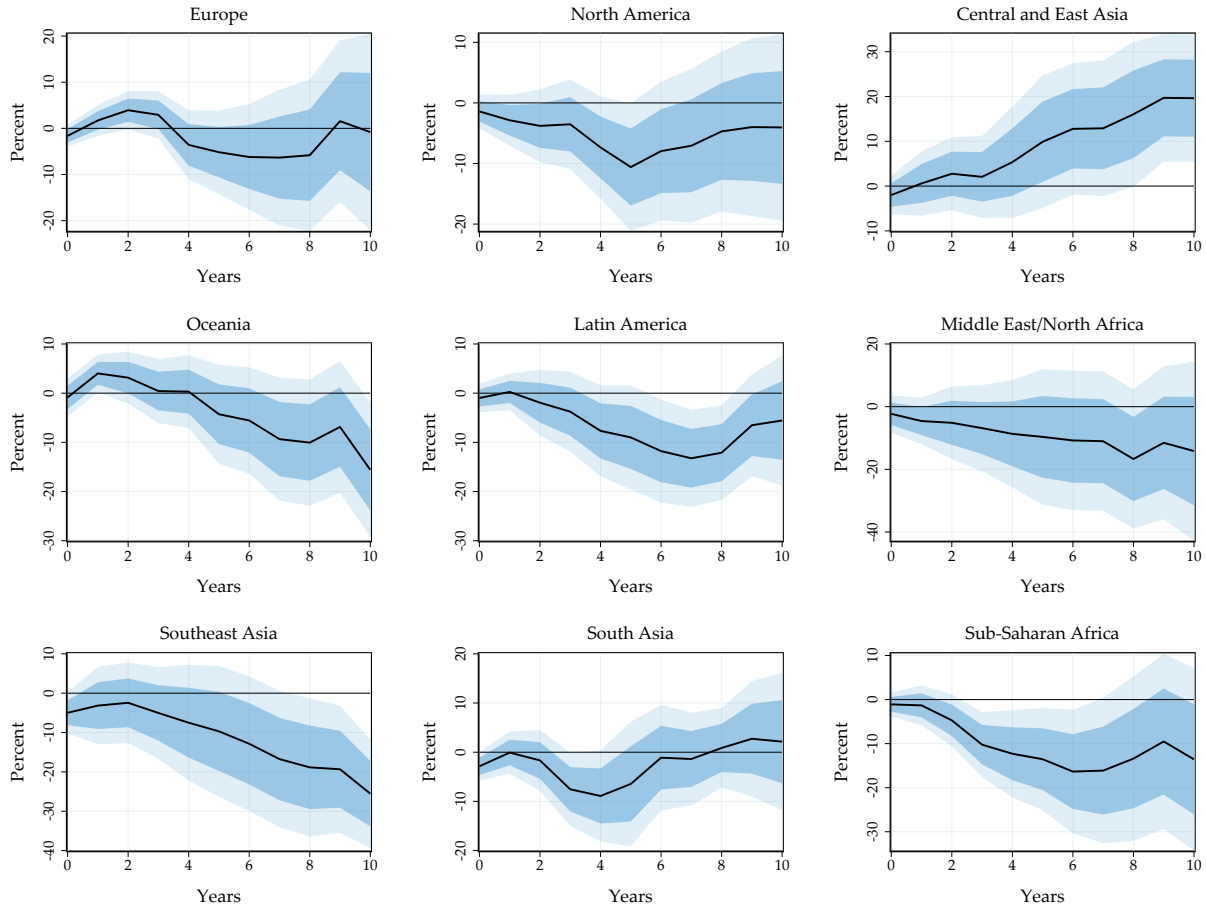 Europe
North America
Central and East Asia
Percent
20
10
0
-10
-20
0 2 4 6 8 10
Years
Percent
10
0
-10
-20
0 2 4 6 8 10
Years
Percent
30
20
10
0
-10
0 2 4 6 8 10
Years
Oceania
Latin America
Middle East/North Africa
Percent
10
0
-10
-20
-30
0 2 4 6 8 10
Years
Percent
10
0
-10
-20
-30
0 2 4 6 8 10
Years
Percent
20
0
-20
-40
0 2 4 6 8 10
Years
Southeast Asia
South Asia
Sub-Saharan Africa
Percent
10
0
-10
-20
-30
-40
0 2 4 6 8 10
Years
Percent
20
10
0
-10
-20
0 2 4 6 8 10
Years
Percent
10
0
-10
-20
-30
0 2 4 6 8 10
Years